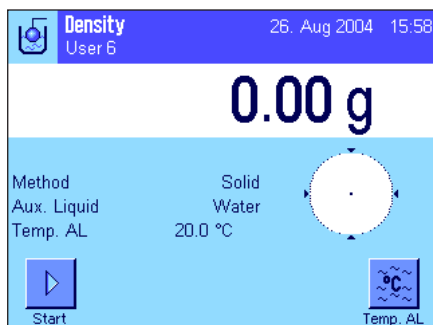 Density 26. Aug 2004 15:58
User 6
0.00 g
Method Solid
Aux. Liquid Water
Temp. AL 20.0 °C
°C
Start Temp. AL